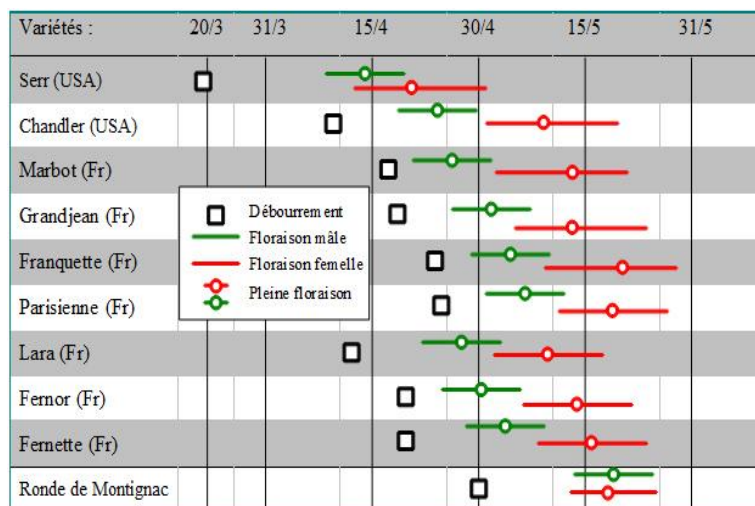 Variétés : 20/3 31/3 15/4 30/4 15/5 31/5
Serr (USA)
Chandler (USA)
Marbot (Fr)
Grandjean (Fr)
Franquette (Fr)
Parisienne (Fr)
Lara (Fr)
Fernor (Fr)
Fernette (Fr)
Ronde de Montignac
Débourrement
Floraison mâle
Floraison femelle
Pleine floraison